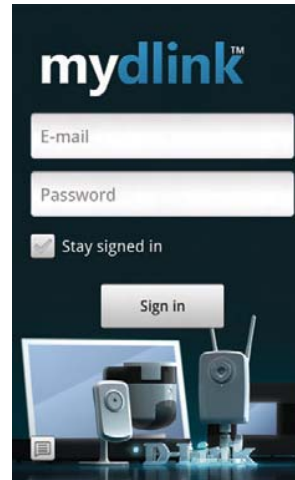 mydlink™
E-mail
Password
Stay signed in
Sign in
D-Link